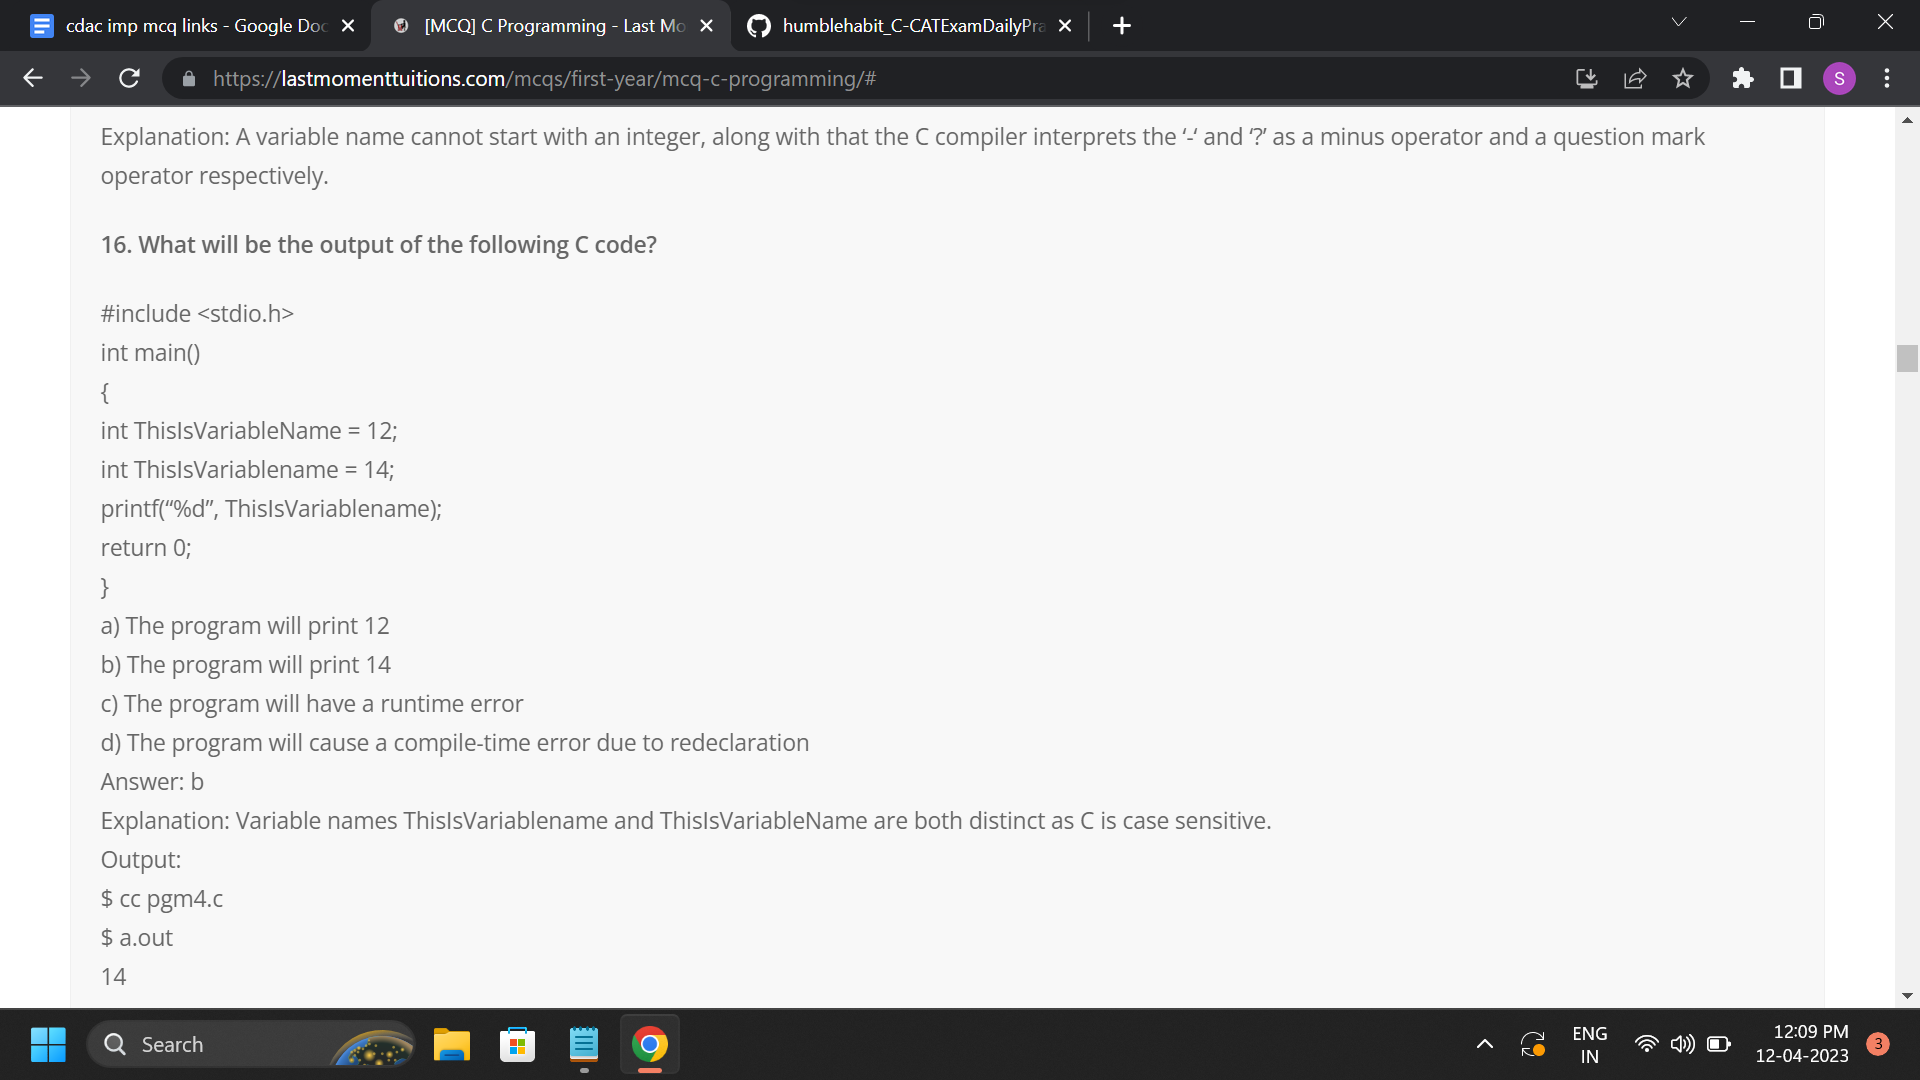 cdac imp mcq links - Google Doc
[MCQ] C Programming - Last Mo
humblehabit_C-CATExamDailyPra
https://lastmomenttuitions.com/mcqs/first-year/mcq-c-programming/#
S
Explanation: A variable name cannot start with an integer, along with that the C compiler interprets the ‘-‘ and ‘?’ as a minus operator and a question mark
operator respectively.
16. What will be the output of the following C code?
#include <stdio.h>
int main()
{
int ThisIsVariableName = 12;
int ThisIsVariablename = 14;
printf(“%d”, ThisIsVariablename);
return 0;
}
a) The program will print 12
b) The program will print 14
c) The program will have a runtime error
d) The program will cause a compile-time error due to redeclaration
Answer: b
Explanation: Variable names ThisIsVariablename and ThisIsVariableName are both distinct as C is case sensitive.
Output:
$ cc pgm4.c
$ a.out
14
Search
ENG
IN
12:09 PM
12-04-2023
3